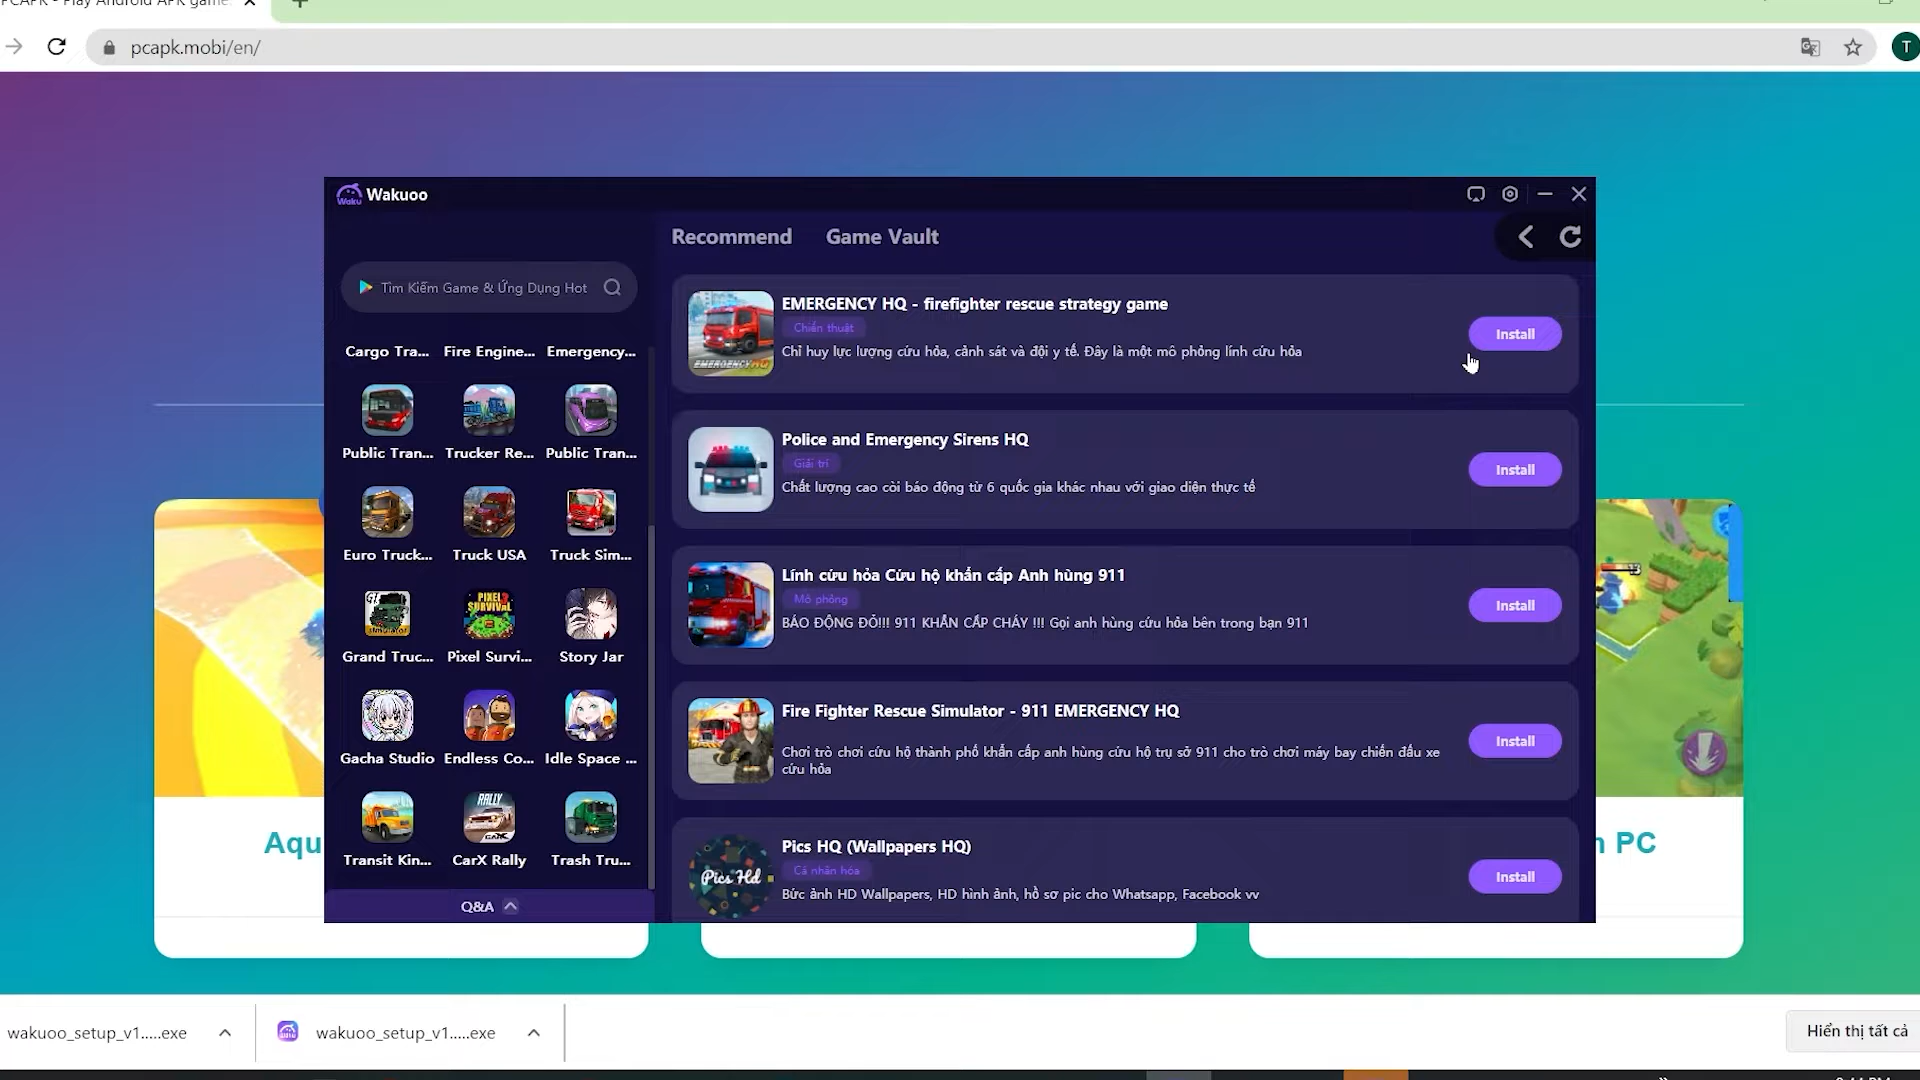 pcapk.mobi/en/
T
Wakuoo
Recommend
Game Vault
Tìm Kiếm Game & Ứng Dụng Hot
Cargo Tra...
Fire Engine...
Emergency...
Public Tran...
Trucker Re...
Public Tran...
Euro Truck...
Truck USA
Truck Sim...
Grand Truc...
Pixel Survi...
Story Jar
Gacha Studio
Endless Co...
Idle Space ...
Transit Kin...
CarX Rally
Trash Tru...
Q&A
EMERGENCY HQ - firefighter rescue strategy game
Chiến thuật
Chỉ huy lực lượng cứu hỏa, cảnh sát và đội y tế. Đây là một mô phỏng lính cứu hỏa
Install
Police and Emergency Sirens HQ
Giải trí
Chất lượng cao còi báo động từ 6 quốc gia khác nhau với giao diện thực tế
Install
Lính cứu hỏa Cứu hộ khẩn cấp Anh hùng 911
Mô phỏng
BÁO ĐỘNG ĐỎ!!! 911 KHẨN CẤP CHÁY !!! Gọi anh hùng cứu hỏa bên trong bạn 911
Install
Fire Fighter Rescue Simulator - 911 EMERGENCY HQ
Chơi trò chơi cứu hộ thành phố khẩn cấp anh hùng cứu hộ trụ sở 911 cho trò chơi máy bay chiến đấu xe
cứu hỏa
Install
Pics HQ (Wallpapers HQ)
Cá nhân hóa
Bức ảnh HD Wallpapers, HD hình ảnh, hồ sơ pic cho Whatsapp, Facebook vv
Install
Pics Hd
EMERGENCY HQ
PIXEL
SURVIVAL
RALLY
Aqu
PC
wakuoo_setup_v1.....exe
wakuoo_setup_v1.....exe
Hiển thị tất cả